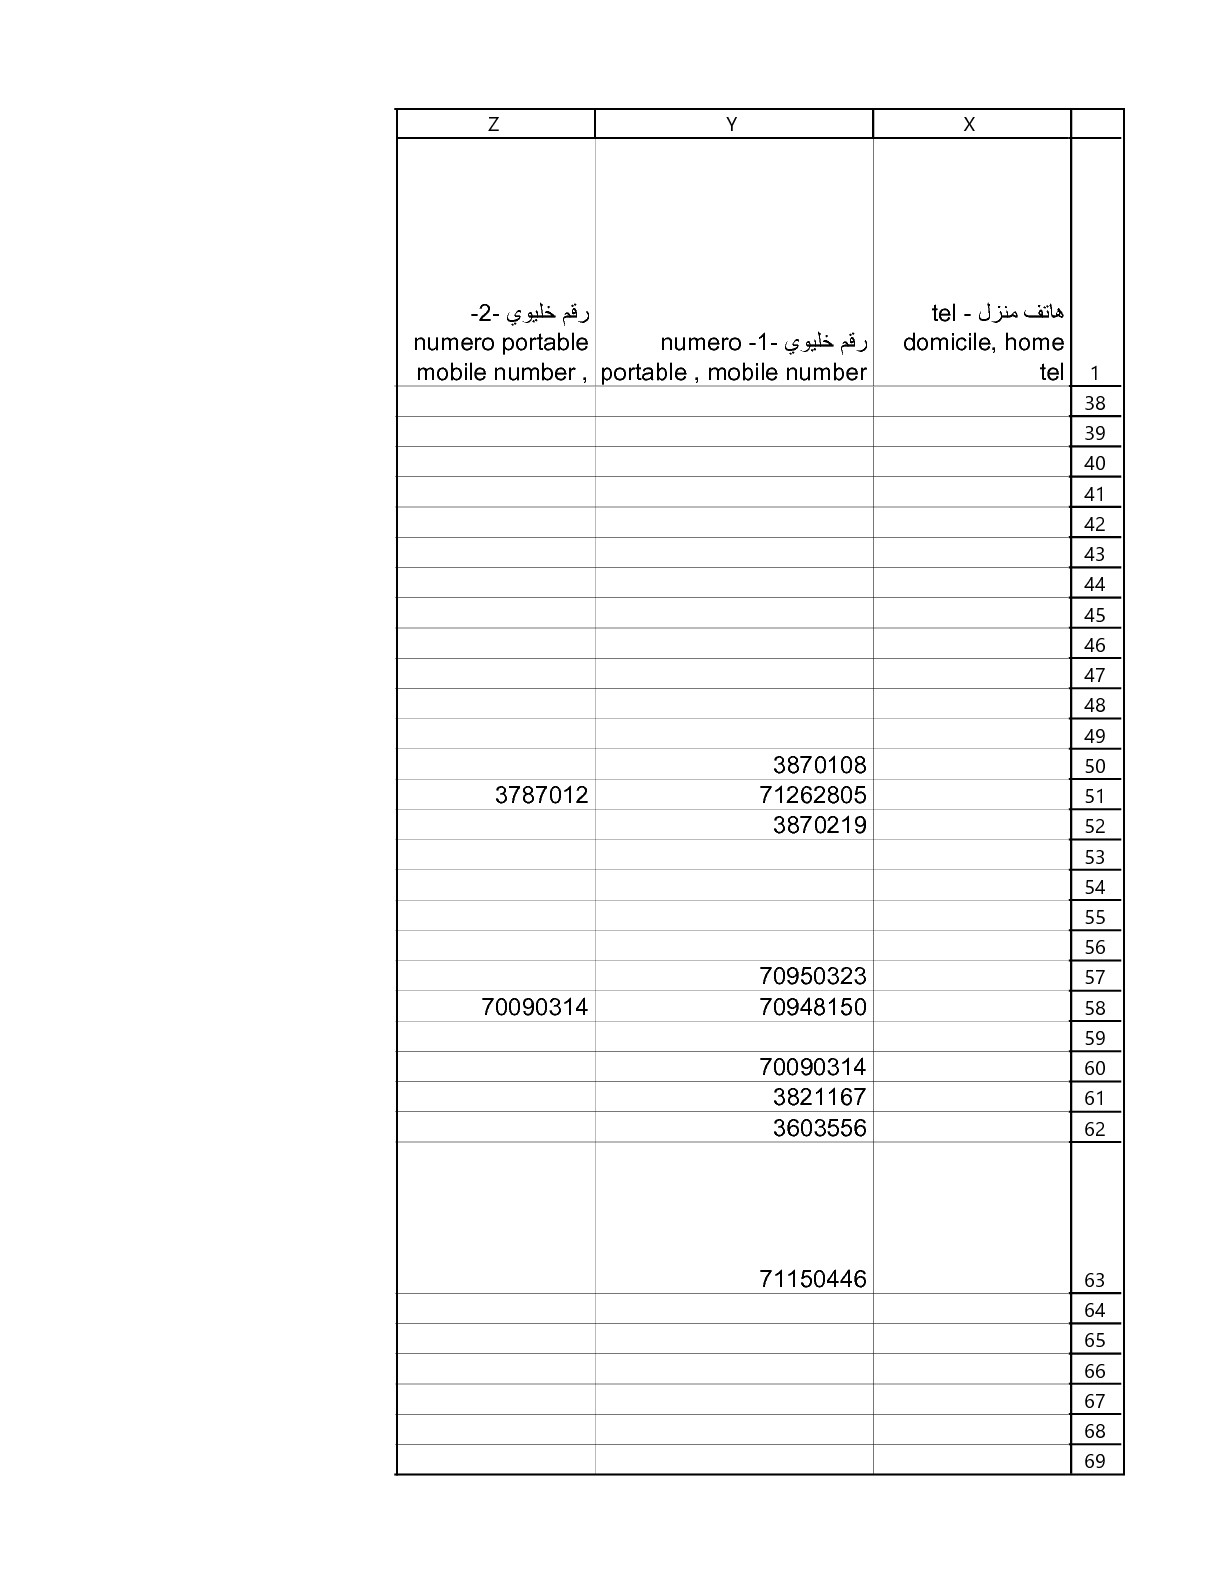 Z Y X
رقم خليوي -2-
numero portable
mobile number ,
رقم خليوي -1- numero
portable , mobile number
هاتف منزل - tel
domicile, home
tel
1
38
39
40
41
42
43
44
45
46
47
48
49
3870108 50
3787012 71262805 51
3870219 52
53
54
55
56
70950323 57
70090314 70948150 58
59
70090314 60
3821167 61
3603556 62
71150446 63
64
65
66
67
68
69